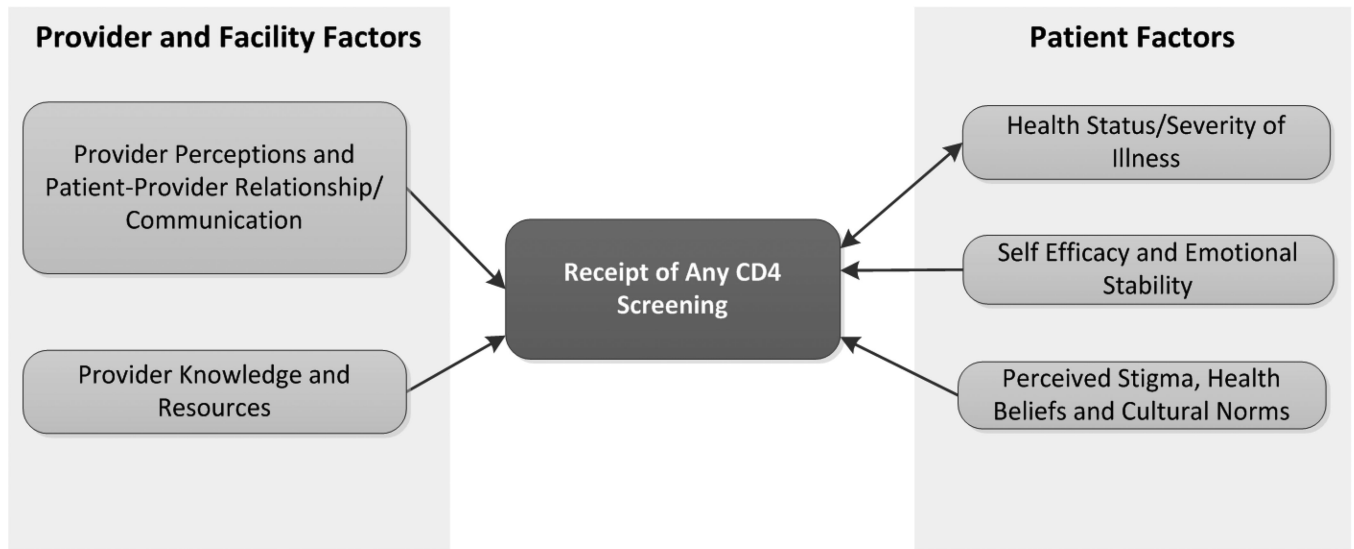 Provider and Facility Factors
Provider Perceptions and
Patient-Provider Relationship/
Communication
Provider Knowledge and
Resources
Receipt of Any CD4
Screening
Patient Factors
Health Status/Severity of
Illness
Self Efficacy and Emotional
Stability
Perceived Stigma, Health
Beliefs and Cultural Norms